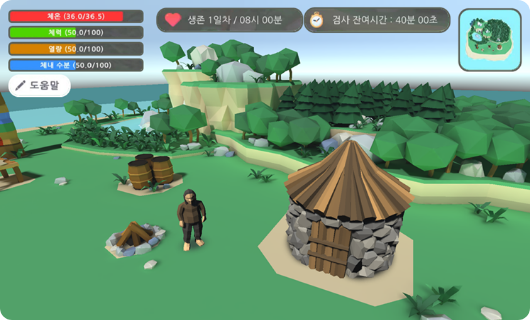 체온 (36.0/36.5)
체력 (50.0/100)
열량 (50.0/100)
체내 수분 (50.0/100)
도움말
생존 1일차 / 08시 00분
검사 잔여시간 : 40분 00초